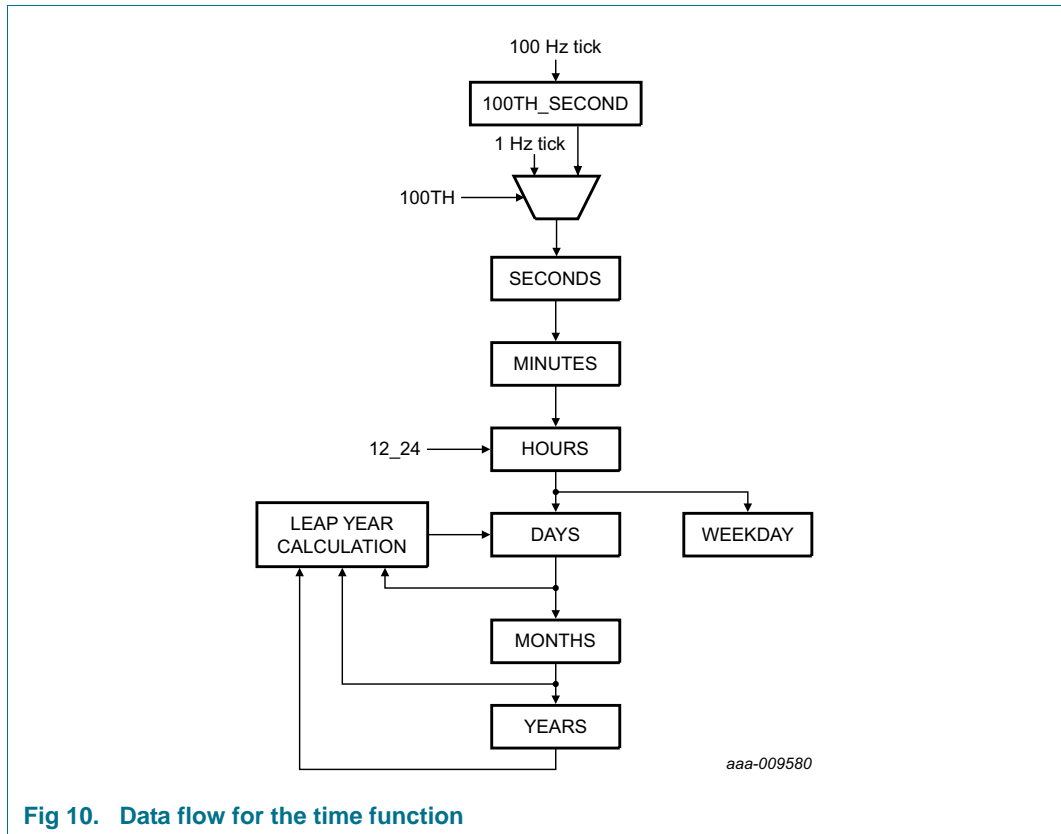 100 Hz tick
100TH_SECOND
1 Hz tick
100TH
SECONDS
MINUTES
12_24
HOURS
LEAP YEAR
CALCULATION
DAYS
WEEKDAY
MONTHS
YEARS
aaa-009580
Fig 10. Data flow for the time function